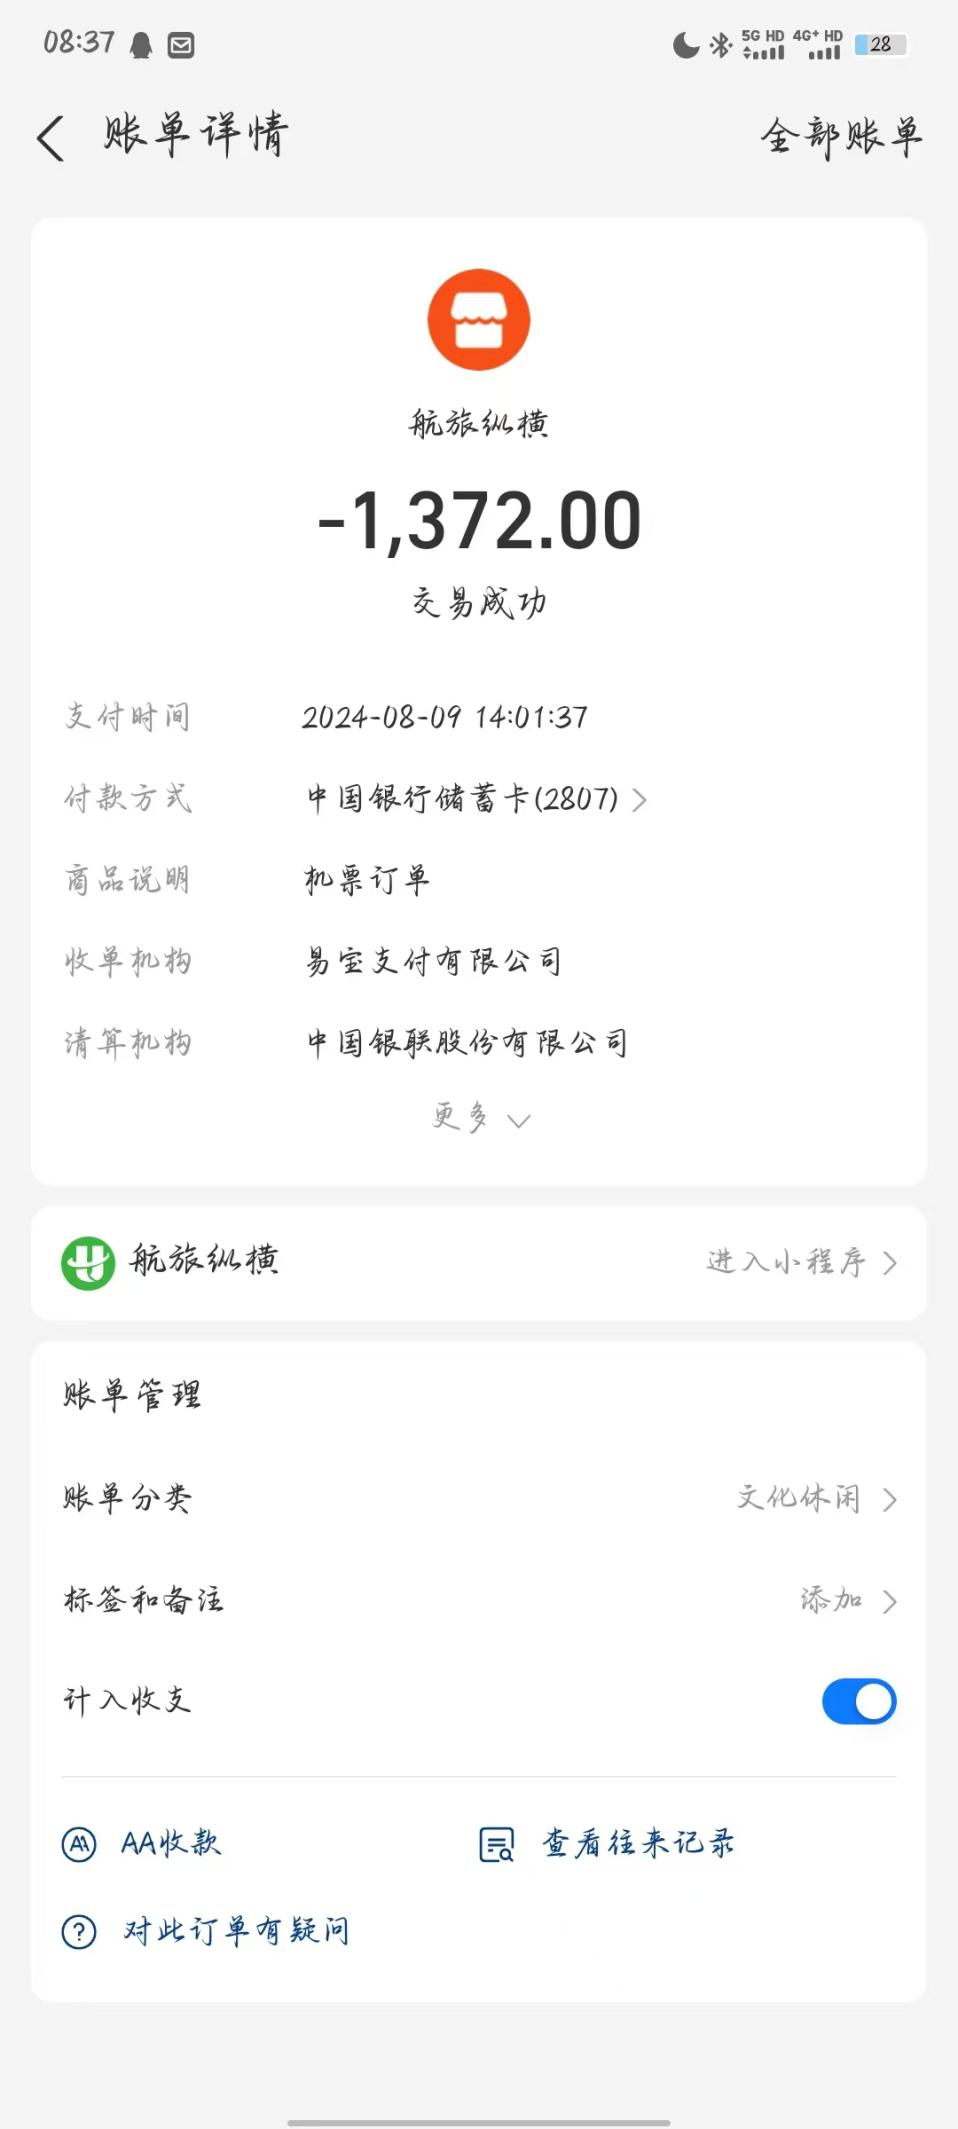 08:37
5G HD 4G+ HD 28
账单详情 全部账单
航旅纵横
-1,372.00
交易成功
支付时间 2024-08-09 14:01:37
付款方式 中国银行储蓄卡(2807)
商品说明 机票订单
收单机构 易宝支付有限公司
清算机构 中国银联股份有限公司
更多
航旅纵横 进入小程序
账单管理
账单分类 文化休闲
标签和备注 添加
计入收支
AA收款 查看往来记录
对此订单有疑问